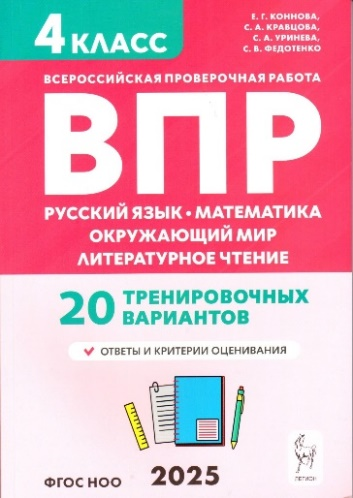 4 КЛАСС
Е. Г. КОННОВА,
С. А. КРАВЦОВА,
С. А. УРИНЕВА,
С. В. ФЕДОТЕНКО
ВСЕРОССИЙСКАЯ ПРОВЕРОЧНАЯ РАБОТА
ВПР
РУССКИЙ ЯЗЫК • МАТЕМАТИКА
ОКРУЖАЮЩИЙ МИР
ЛИТЕРАТУРНОЕ ЧТЕНИЕ
20 ТРЕНИРОВОЧНЫХ
ВАРИАНТОВ
ОТВЕТЫ И КРИТЕРИИ ОЦЕНИВАНИЯ
ФГОС НОО 2025
ЛЕГИОН